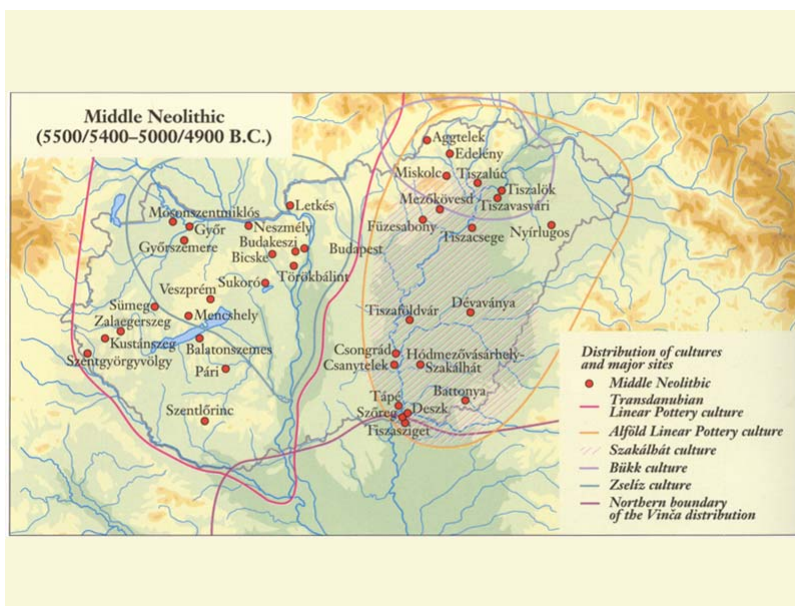 Middle Neolithic
(5500/5400–5000/4900 B.C.)
Aggtelek
Edelény
Miskolc
Tiszalúc
Tiszalök
Tiszavasvári
Mezőkövesd
Füzesabony
Tiszacsege
Nyírlugos
Letkés
Mosonszentmiklós
Győr
Győrszemere
Neszmély
Budakeszi
Bicske
Budapest
Törökbálint
Sukoró
Veszprém
Sümeg
Mencshely
Zalaegerszeg
Kustánszeg
Szentgyörgyvölgy
Balatonszemes
Pári
Szentlőrinc
Tiszaföldvár
Dévaványa
Csongrád
Csanytelek
Hódmezővásárhely-
Szakálhát
Battonya
Tápé
Szöreg
Deszk
Tiszasziget
Distribution of cultures
and major sites
Middle Neolithic
Transdanubian
Linear Pottery culture
Alföld Linear Pottery culture
Szakálhát culture
Bükk culture
Zselíz culture
Northern boundary
of the Vinča distribution